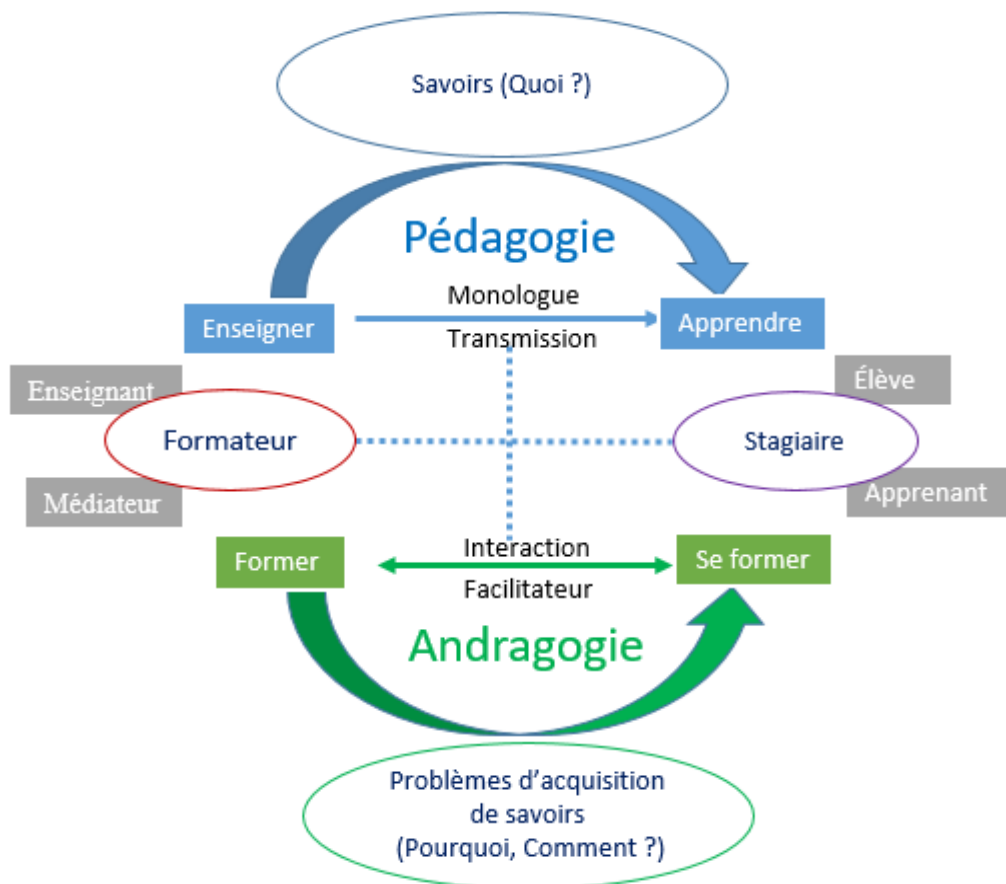 Savoirs (Quoi ?)
Pédagogie
Monologue
Enseigner
Apprendre
Transmission
Enseignant
Élève
Formateur
Stagiaire
Médiateur
Apprenant
Interaction
Former
Se former
Facilitateur
Andragogie
Problèmes d’acquisition
de savoirs
(Pourquoi, Comment ?)